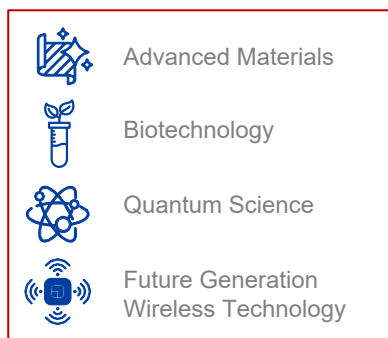 Advanced Materials
Biotechnology
Quantum Science
Future Generation
Wireless Technology